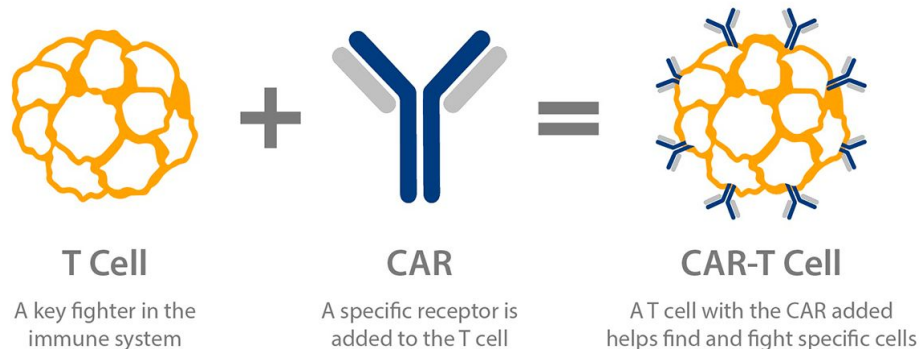 T Cell
A key fighter in the
immune system
CAR
A specific receptor is
added to the T cell
CAR-T Cell
A T cell with the CAR added
helps find and fight specific cells